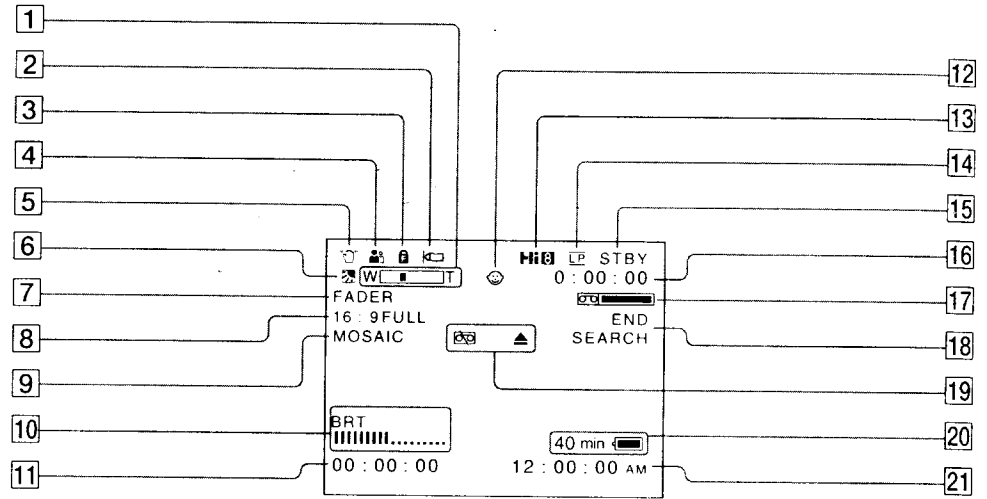 1
2
3
4
5
6
7
8
9
10
11
12
13
14
15
16
17
18
19
20
21
Hi8 LP STBY
W T 0:00:00
FADER
16:9FULL END
MOSAIC SEARCH
BRT
40 min
00:00:00 12:00:00 AM